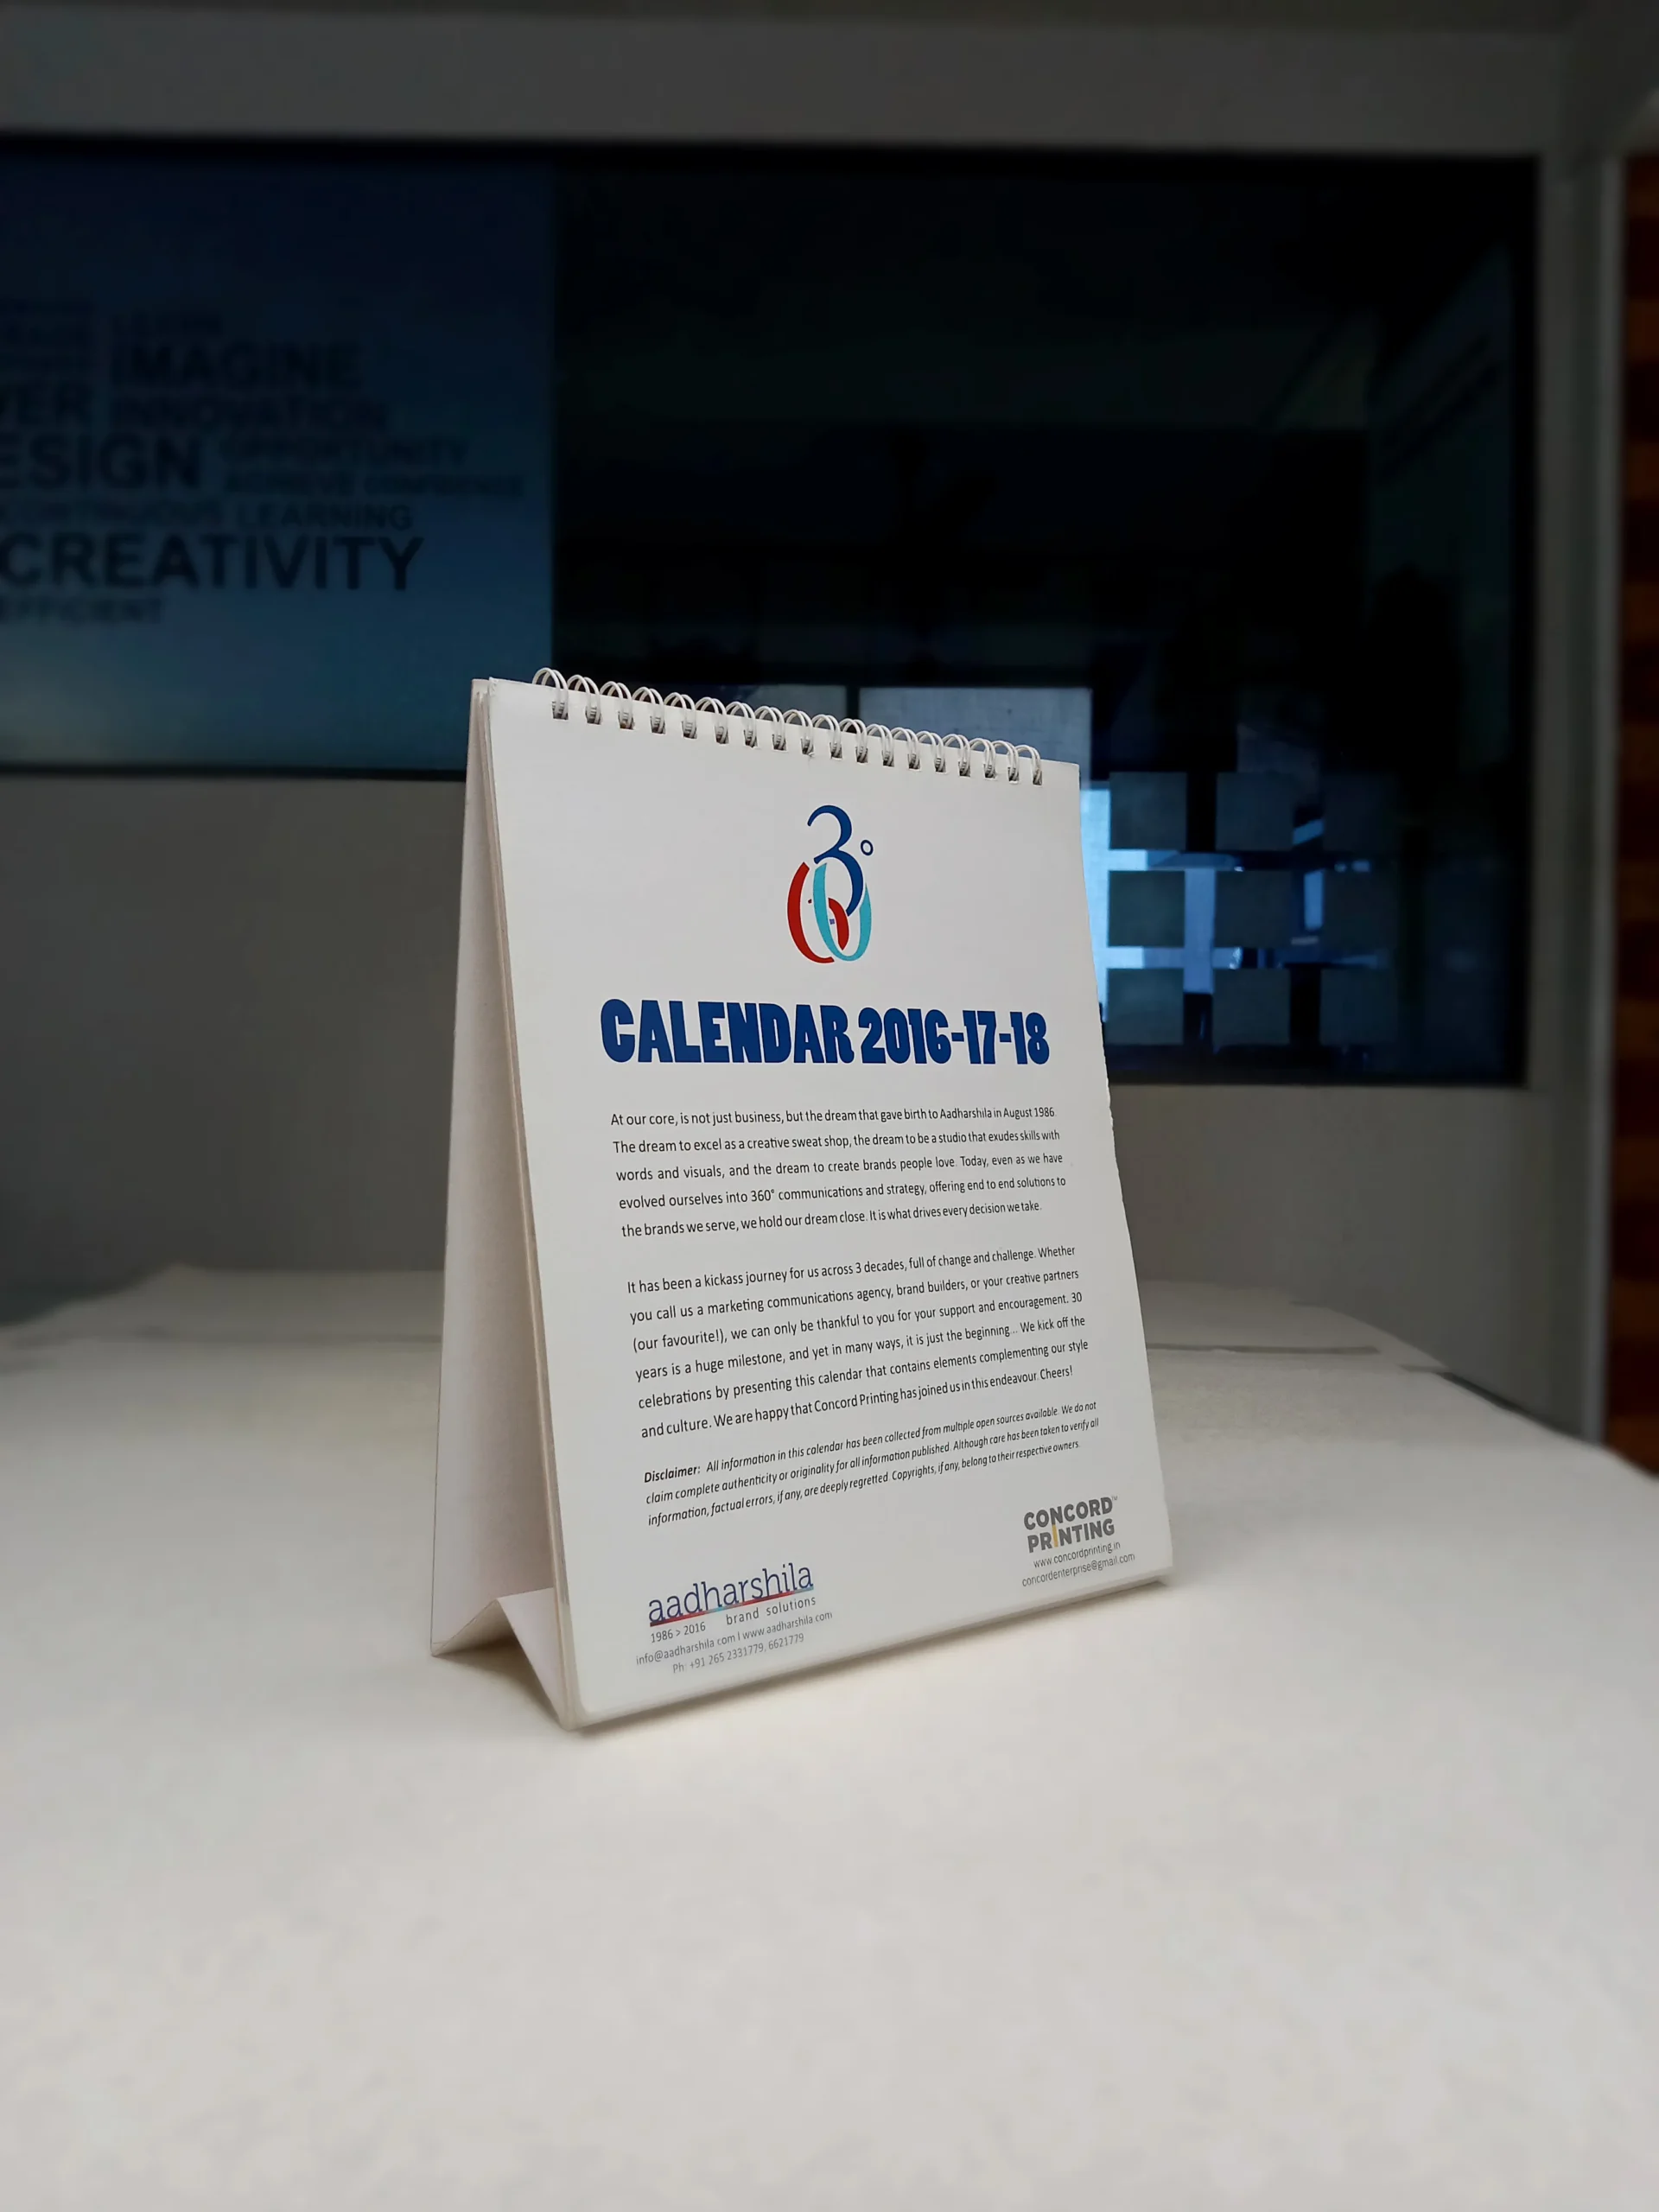 IMAGINE
VER INNOVATION
ESIGN OPPORTUNITY
ACHIEVE CONFIDENCE
CONTINUOUS LEARNING
CREATIVITY
EFFICIENT
360°
CALENDAR 2016-17-18
At our core, is not just business, but the dream that gave birth to Aadharshila in August 1986.
The dream to excel as a creative sweat shop, the dream to be a studio that exudes skills with
words and visuals, and the dream to create brands people love. Today, even as we have
evolved ourselves into 360° communications and strategy, offering end to end solutions to
the brands we serve, we hold our dream close. It is what drives every decision we take.
It has been a kickass journey for us across 3 decades, full of change and challenge. Whether
you call us a marketing communications agency, brand builders, or your creative partners
(our favourite!), we can only be thankful to you for your support and encouragement. 30
years is a huge milestone, and yet in many ways, it is just the beginning... We kick off the
celebrations by presenting this calendar that contains elements complementing our style
and culture. We are happy that Concord Printing has joined us in this endeavour. Cheers!
Disclaimer: All information in this calendar has been collected from multiple open sources available. We do not
claim complete authenticity or originality for all information published. Although care has been taken to verify all
information, factual errors, if any, are deeply regretted. Copyrights, if any, belong to their respective owners.
aadharshila
1986 > 2016 brand solutions
info@aadharshila.com I www.aadharshila.com
Ph: +91 265 2331779, 6621779
CONCORD™
PRINTING
www.concordprinting.in
concordenterprise@gmail.com